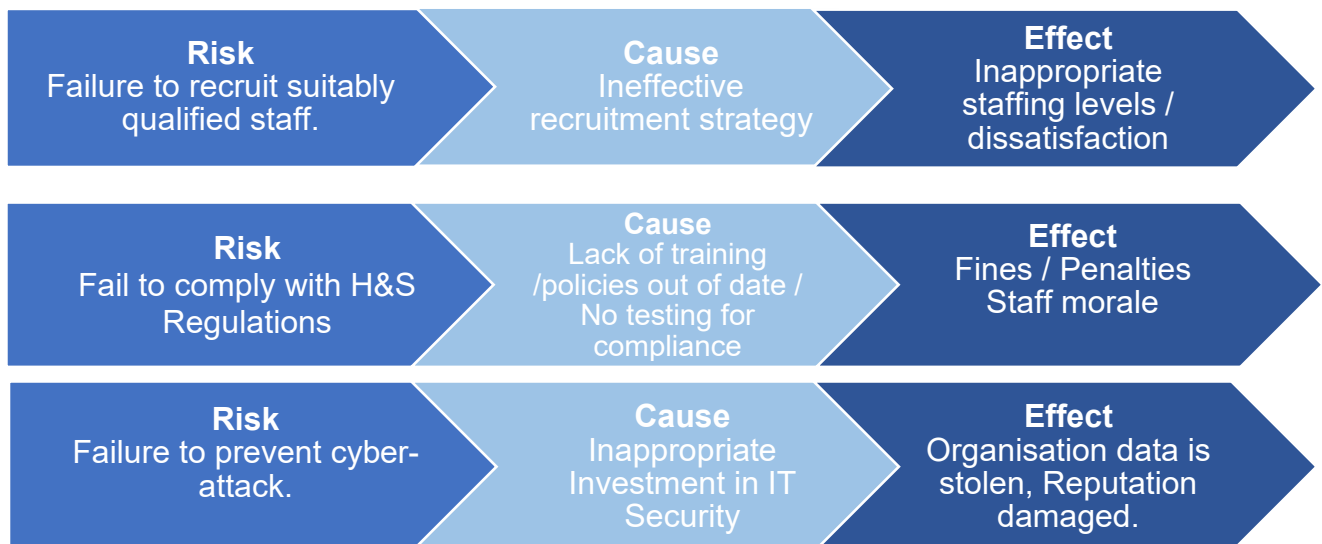 Risk
Failure to recruit suitably
qualified staff.
Cause
Ineffective
recruitment strategy
Effect
Inappropriate
staffing levels /
dissatisfaction
Risk
Fail to comply with H&S
Regulations
Cause
Lack of training
/policies out of date /
No testing for
compliance
Effect
Fines / Penalties
Staff morale
Risk
Failure to prevent cyber-
attack.
Cause
Inappropriate
Investment in IT
Security
Effect
Organisation data is
stolen, Reputation
damaged.